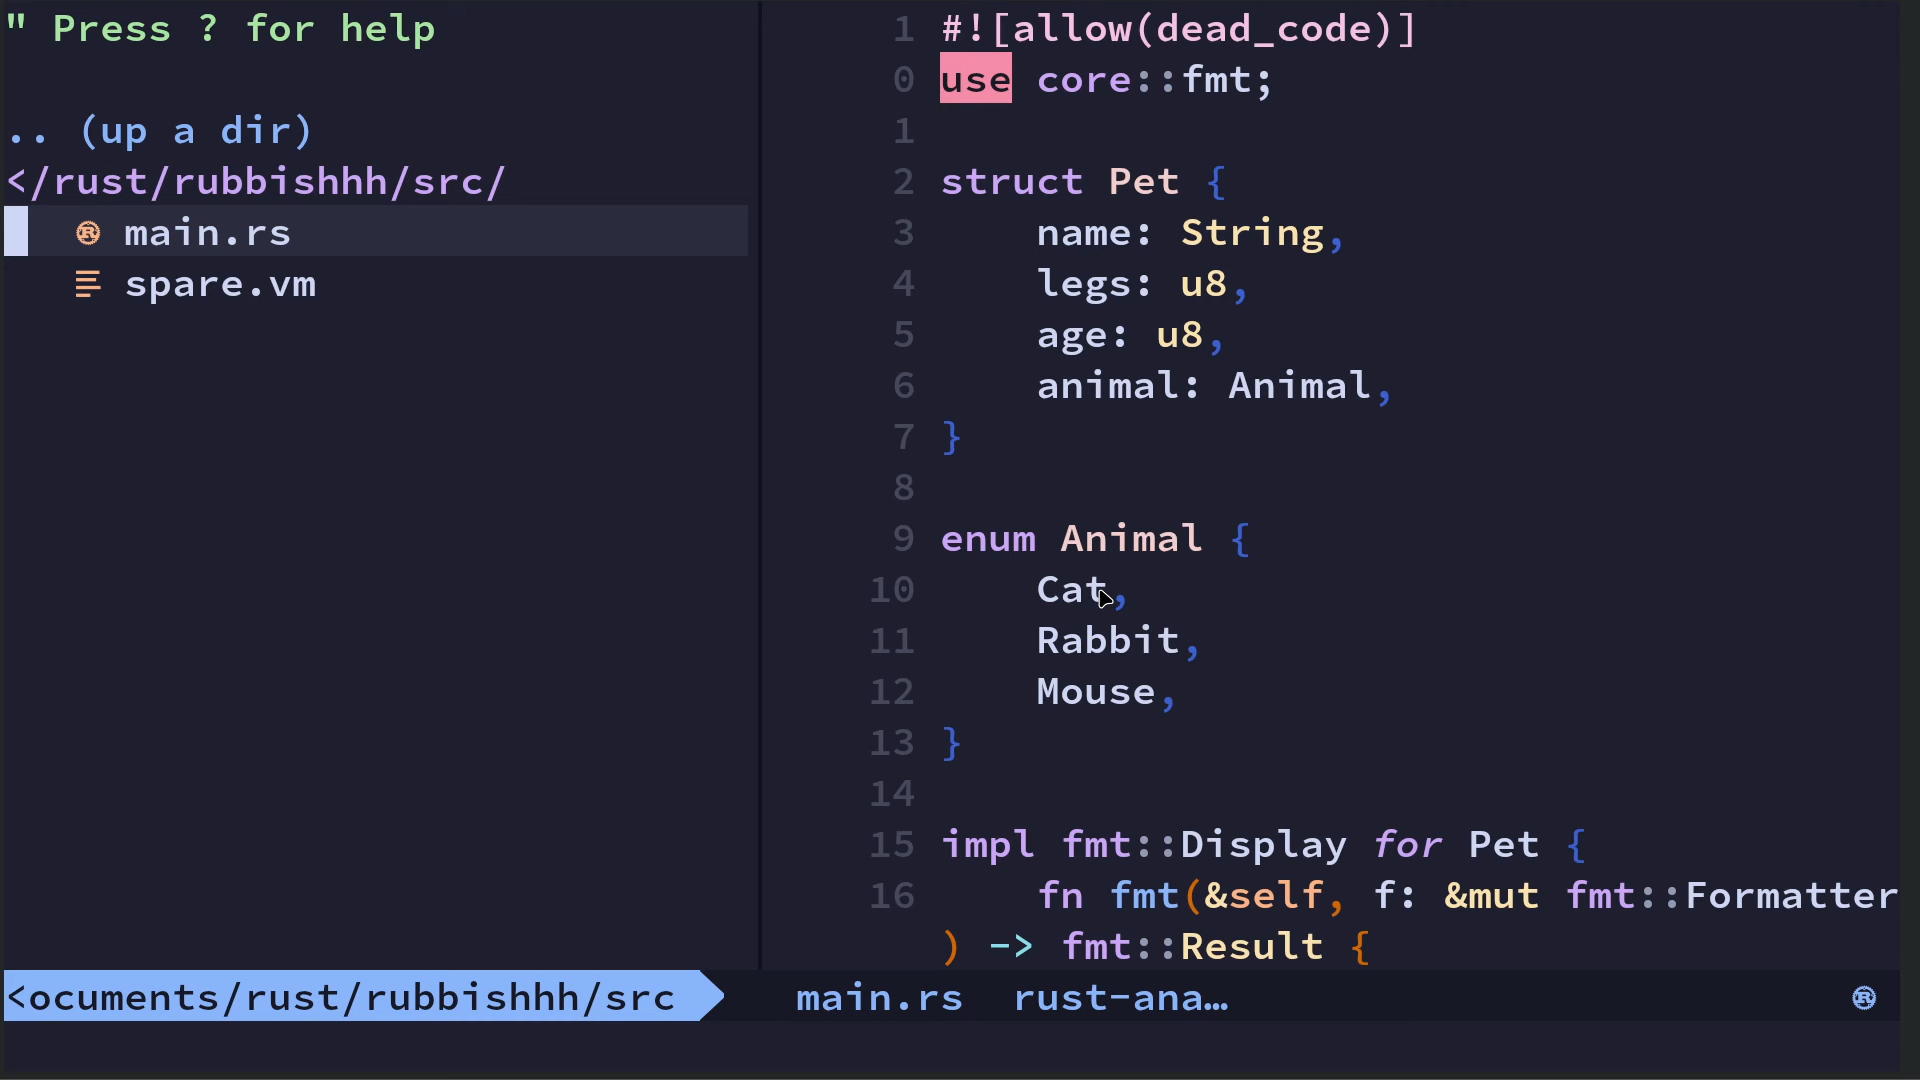 " Press ? for help
.. (up a dir)
</rust/rubbishhh/src/
main.rs
spare.vm
<ocuments/rust/rubbishhh/src
1 #![allow(dead_code)]
0 use core::fmt;
1
2 struct Pet {
3     name: String,
4     legs: u8,
5     age: u8,
6     animal: Animal,
7 }
8
9 enum Animal {
10     Cat,
11     Rabbit,
12     Mouse,
13 }
14
15 impl fmt::Display for Pet {
16     fn fmt(&self, f: &mut fmt::Formatter
) -> fmt::Result {
main.rs rust-ana…